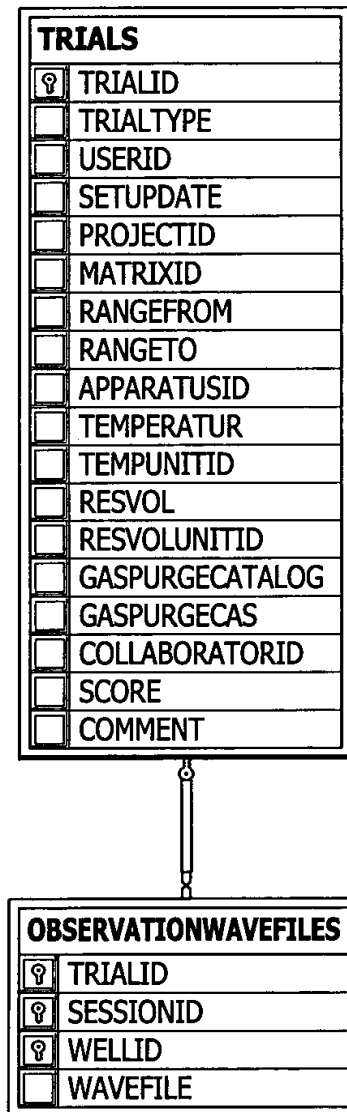 TRIALS
TRIALID
TRIALTYPE
USERID
SETUPDATE
PROJECTID
MATRIXID
RANGEFROM
RANGETO
APPARATUSID
TEMPERATUR
TEMPUNITID
RESVOL
RESVOLUNITID
GASPURGECATALOG
GASPURGECAS
COLLABORATORID
SCORE
COMMENT
OBSERVATIONWAVEFILES
TRIALID
SESSIONID
WELLID
WAVEFILE